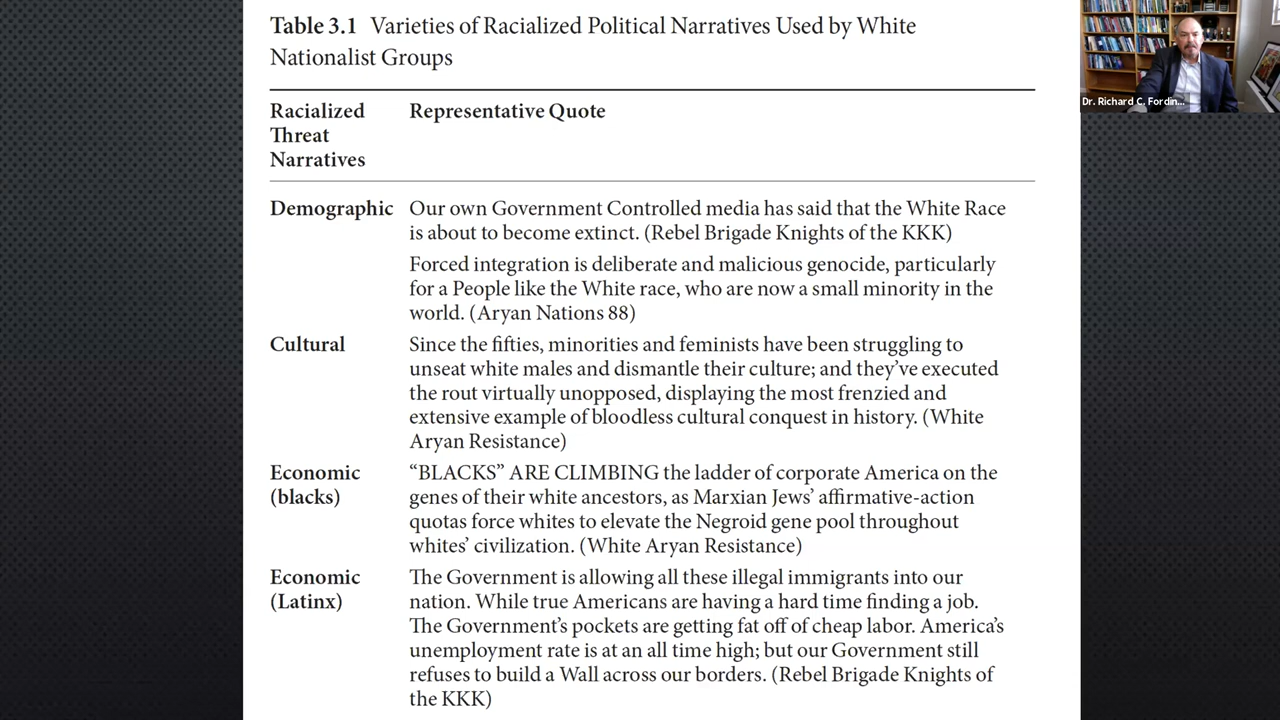 Table 3.1 Varieties of Racialized Political Narratives Used by White
Nationalist Groups
Dr. Richard C. Fordin...
Racialized
Threat
Narratives
Representative Quote
Demographic
Our own Government Controlled media has said that the White Race
is about to become extinct. (Rebel Brigade Knights of the KKK)
Forced integration is deliberate and malicious genocide, particularly
for a People like the White race, who are now a small minority in the
world. (Aryan Nations 88)
Cultural
Since the fifties, minorities and feminists have been struggling to
unseat white males and dismantle their culture; and they’ve executed
the rout virtually unopposed, displaying the most frenzied and
extensive example of bloodless cultural conquest in history. (White
Aryan Resistance)
Economic
(blacks)
“BLACKS” ARE CLIMBING the ladder of corporate America on the
genes of their white ancestors, as Marxian Jews’ affirmative-action
quotas force whites to elevate the Negroid gene pool throughout
whites’ civilization. (White Aryan Resistance)
Economic
(Latinx)
The Government is allowing all these illegal immigrants into our
nation. While true Americans are having a hard time finding a job.
The Government’s pockets are getting fat off of cheap labor. America’s
unemployment rate is at an all time high; but our Government still
refuses to build a Wall across our borders. (Rebel Brigade Knights of
the KKK)